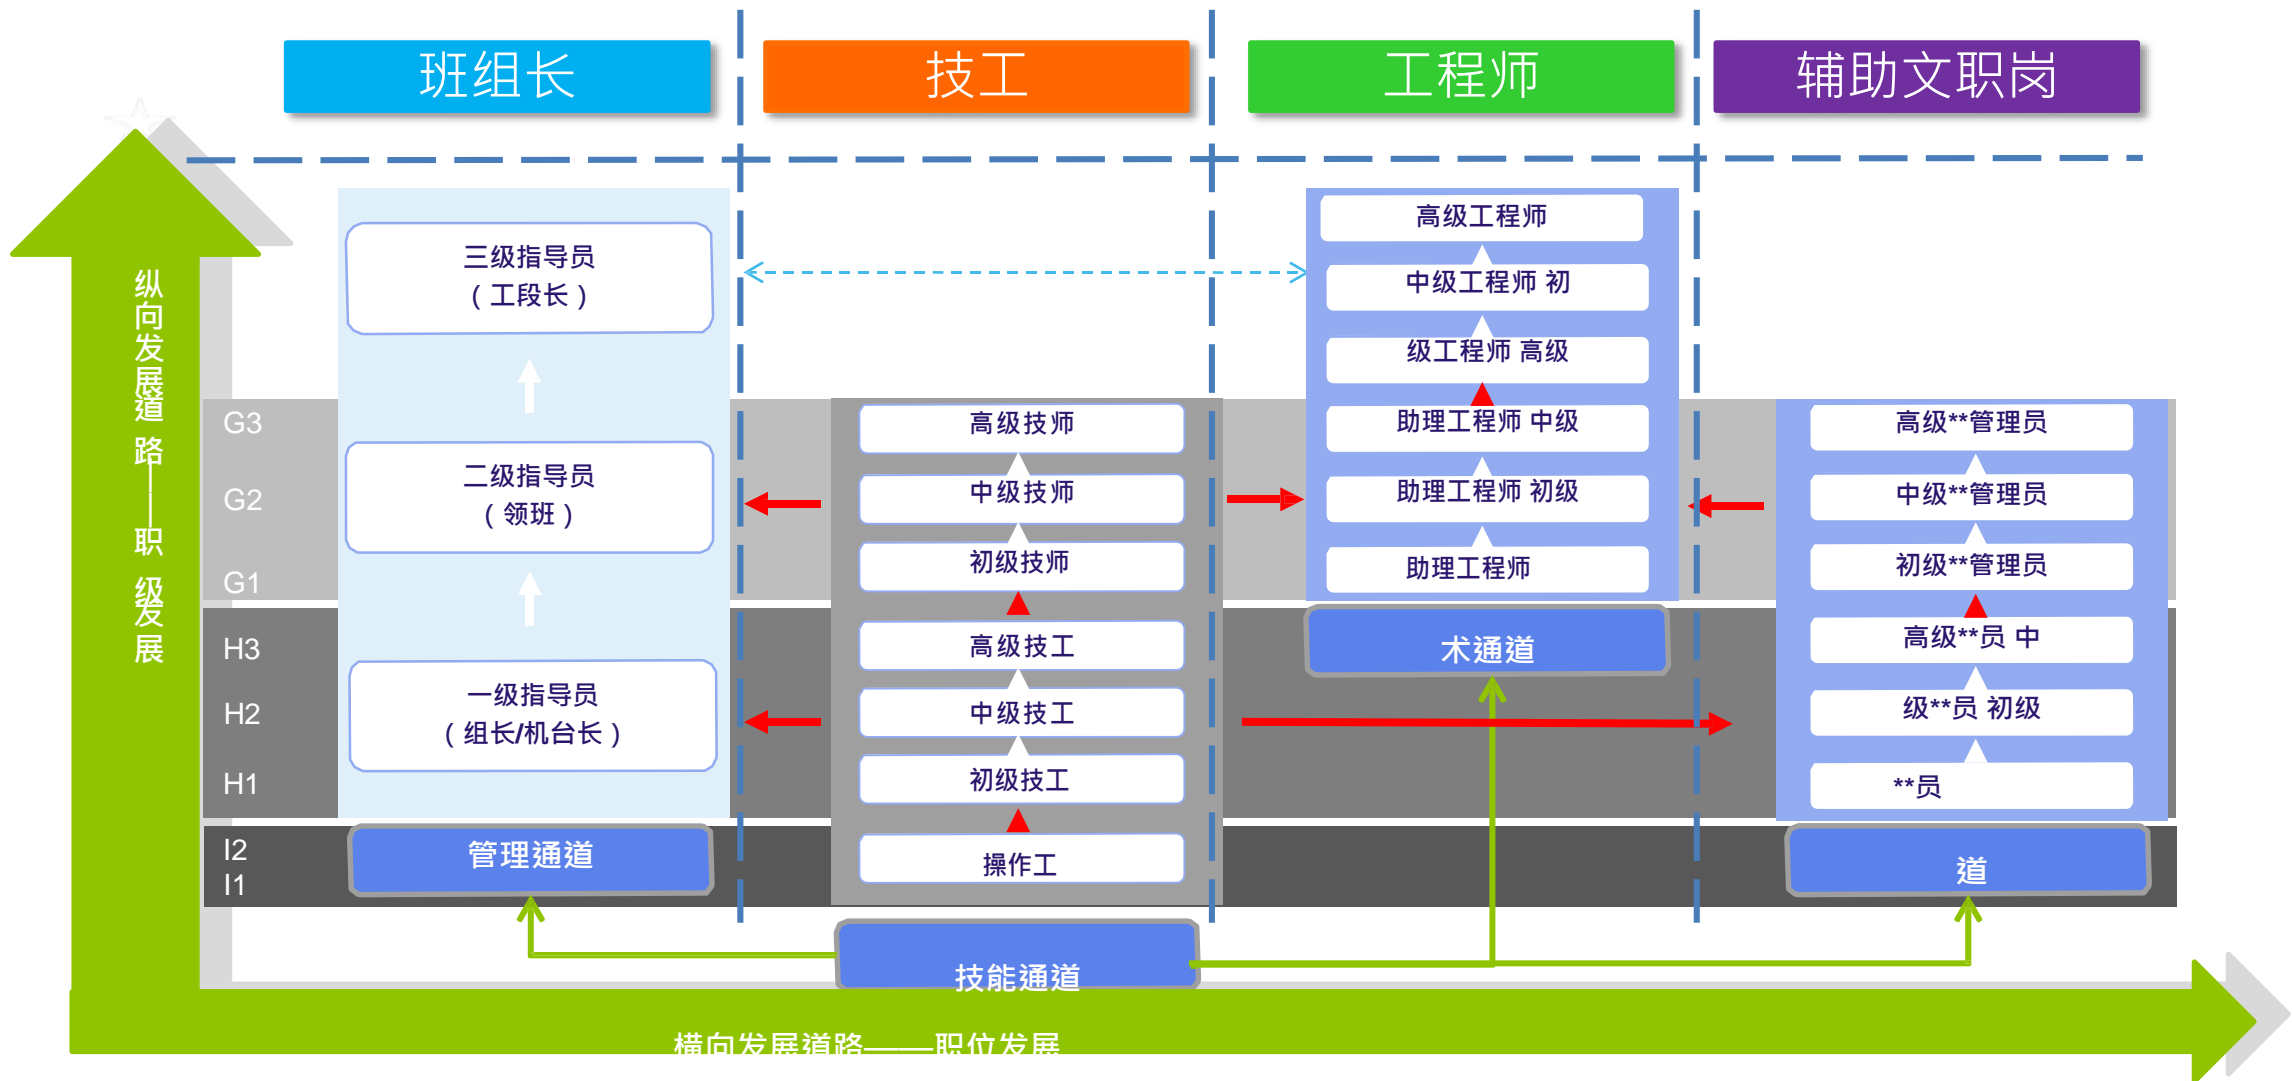 班组长
技工
工程师
辅助文职岗
纵向发展道路——职级发展
G3
G2
G1
H3
H2
H1
I2
I1
三级指导员
（工段长）
二级指导员
（领班）
一级指导员
（组长/机台长）
管理通道
高级技师
中级技师
初级技师
高级技工
中级技工
初级技工
操作工
技能通道
高级工程师
中级工程师 初
级工程师 高级
助理工程师 中级
助理工程师 初级
助理工程师
术通道
高级**管理员
中级**管理员
初级**管理员
高级**员 中
级**员 初级
**员
道
横向发展道路——职位发展